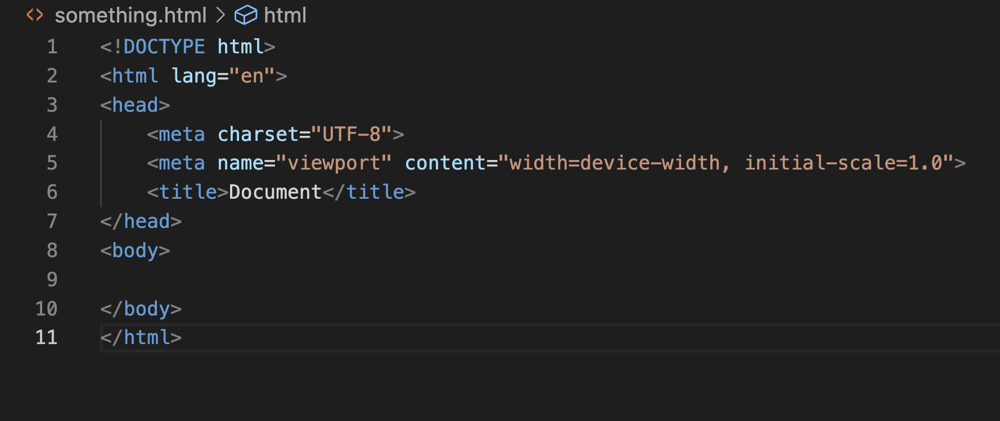 something.html > html
1 <!DOCTYPE html>
2 <html lang="en">
3 <head>
4     <meta charset="UTF-8">
5     <meta name="viewport" content="width=device-width, initial-scale=1.0">
6     <title>Document</title>
7 </head>
8 <body>
9
10 </body>
11 </html>